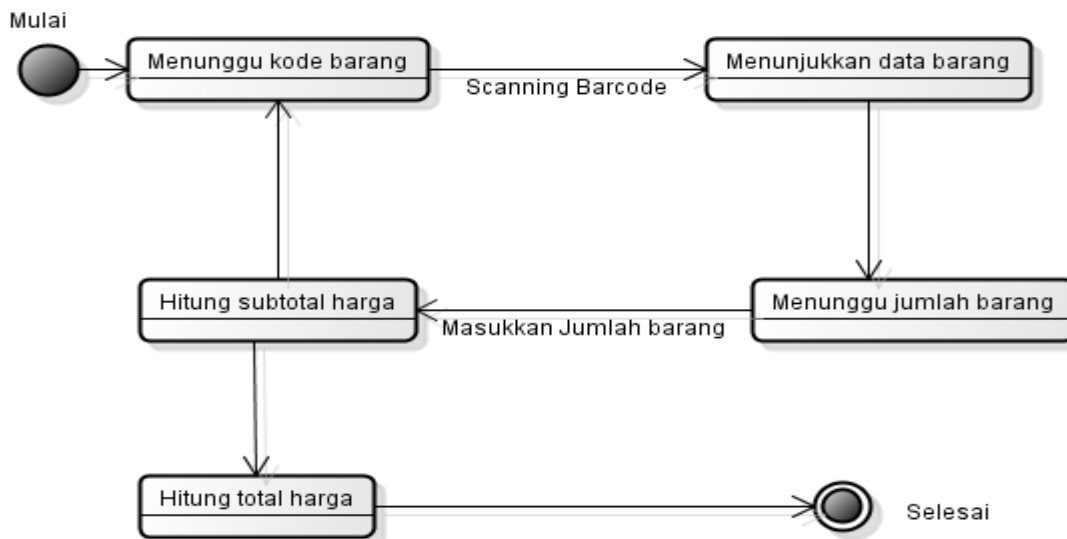 Mulai
Menunggu kode barang
Scanning Barcode
Menunjukkan data barang
Hitung subtotal harga
Masukkan Jumlah barang
Menunggu jumlah barang
Hitung total harga
Selesai